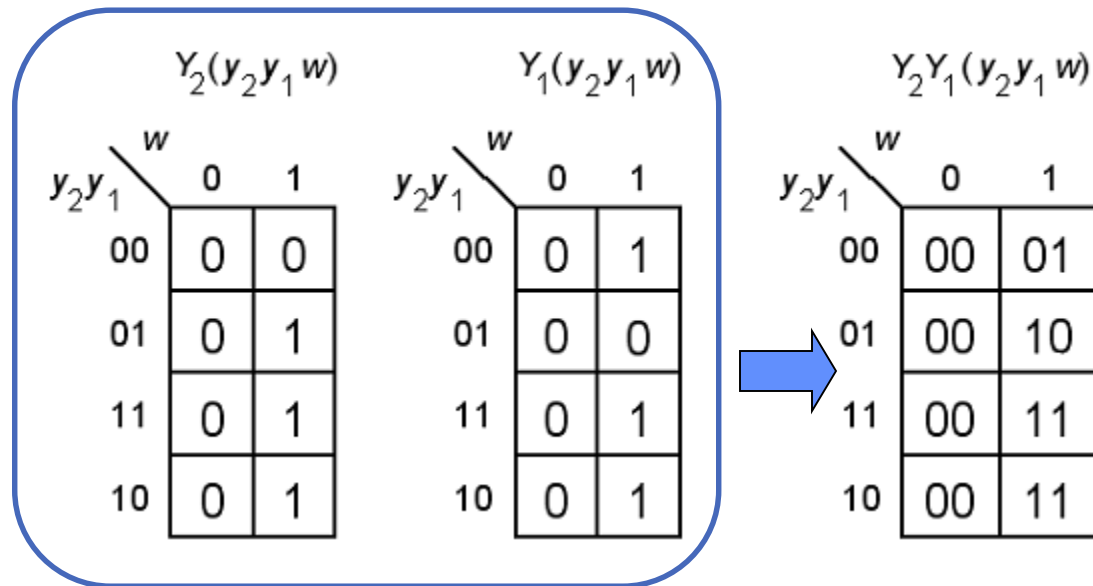 Y₂(y₂y₁w) Y₁(y₂y₁w) Y₂Y₁(y₂y₁w)
w w w
y₂y₁ 0 1 y₂y₁ 0 1 y₂y₁ 0 1
00 0 0 00 0 1 00 00 01
01 0 1 01 0 0 01 00 10
11 0 1 11 0 1 11 00 11
10 0 1 10 0 1 10 00 11